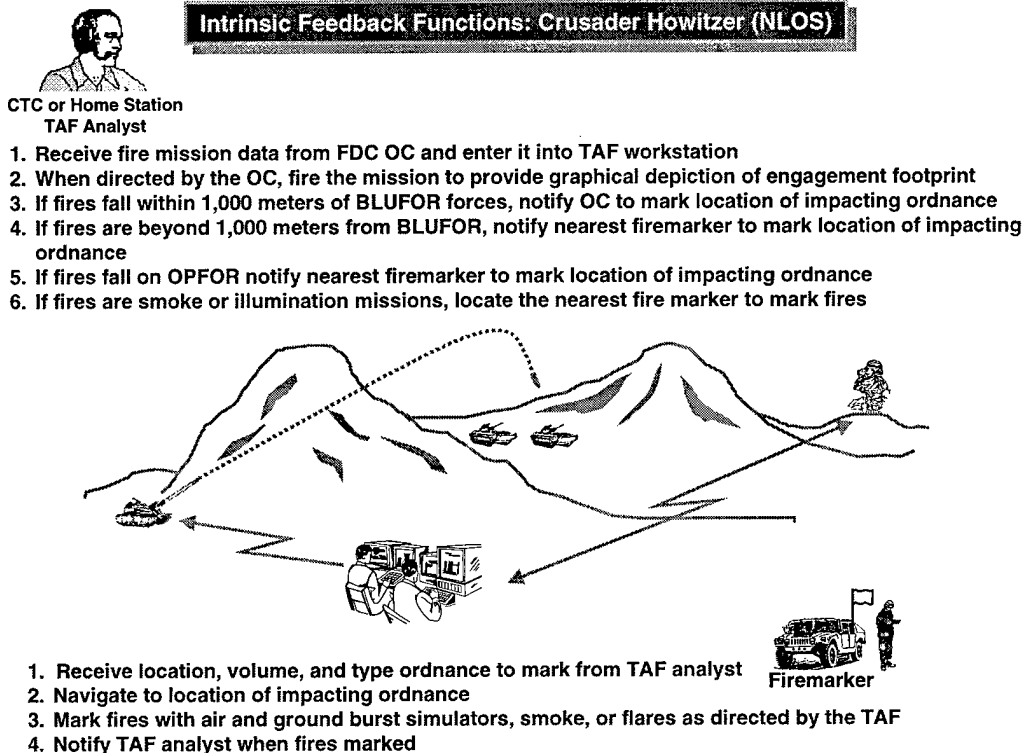 Intrinsic Feedback Functions: Crusader Howitzer (NLOS)
CTC or Home Station
TAF Analyst
1. Receive fire mission data from FDC OC and enter it into TAF workstation
2. When directed by the OC, fire the mission to provide graphical depiction of engagement footprint
3. If fires fall within 1,000 meters of BLUFOR forces, notify OC to mark location of impacting ordnance
4. If fires are beyond 1,000 meters from BLUFOR, notify nearest firemarker to mark location of impacting
ordnance
5. If fires fall on OPFOR notify nearest firemarker to mark location of impacting ordnance
6. If fires are smoke or illumination missions, locate the nearest fire marker to mark fires
1. Receive location, volume, and type ordnance to mark from TAF analyst
Firemarker
2. Navigate to location of impacting ordnance
3. Mark fires with air and ground burst simulators, smoke, or flares as directed by the TAF
4. Notify TAF analyst when fires marked